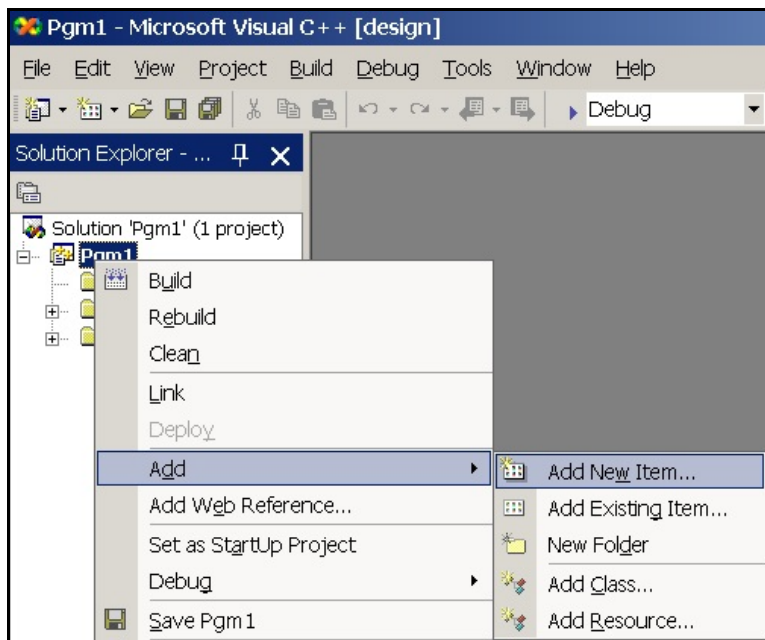 Pgm1 - Microsoft Visual C++ [design]
File Edit View Project Build Debug Tools Window Help
Debug
Solution Explorer - ...
Solution 'Pgm1' (1 project)
Pgm1
Build
Rebuild
Clean
Link
Deploy
Add
Add New Item...
Add Web Reference...
Add Existing Item...
Set as StartUp Project
New Folder
Debug
Add Class...
Save Pgm1
Add Resource...